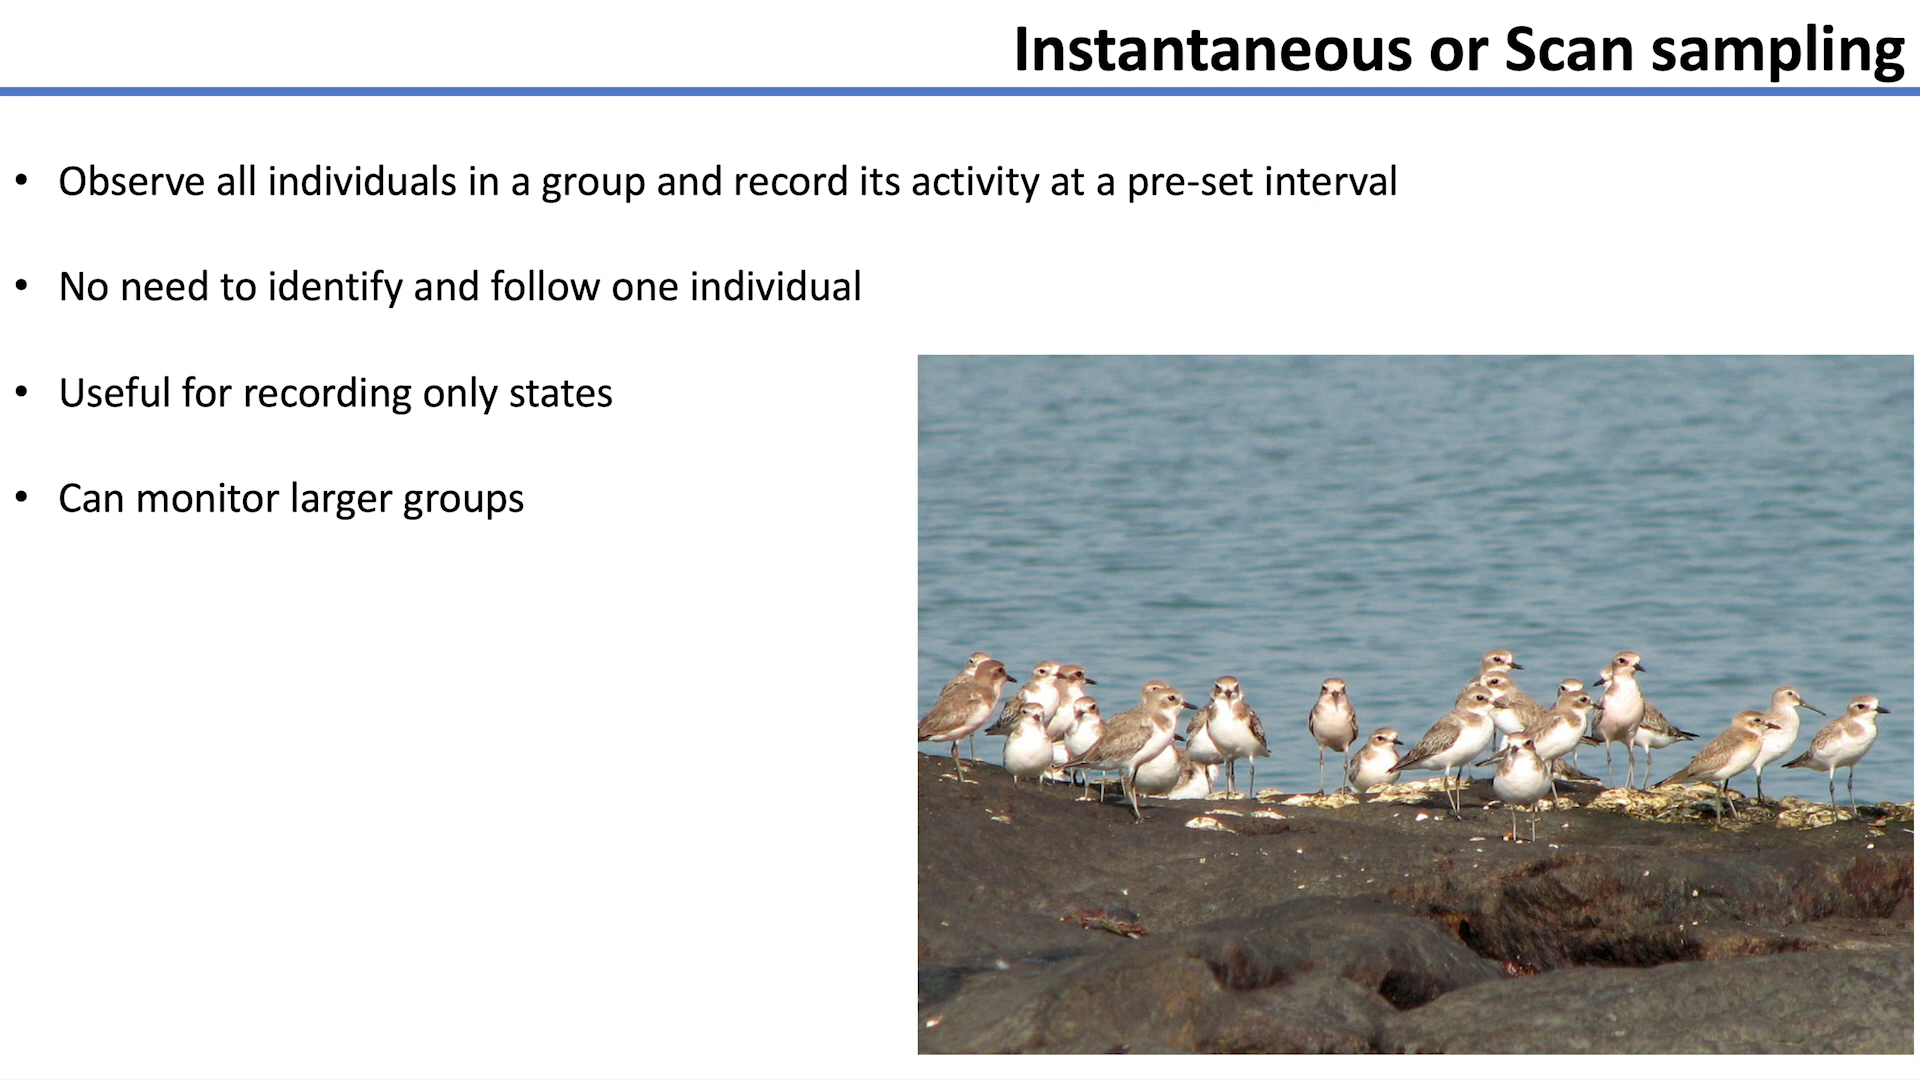 Instantaneous or Scan sampling
• Observe all individuals in a group and record its activity at a pre-set interval
• No need to identify and follow one individual
• Useful for recording only states
• Can monitor larger groups